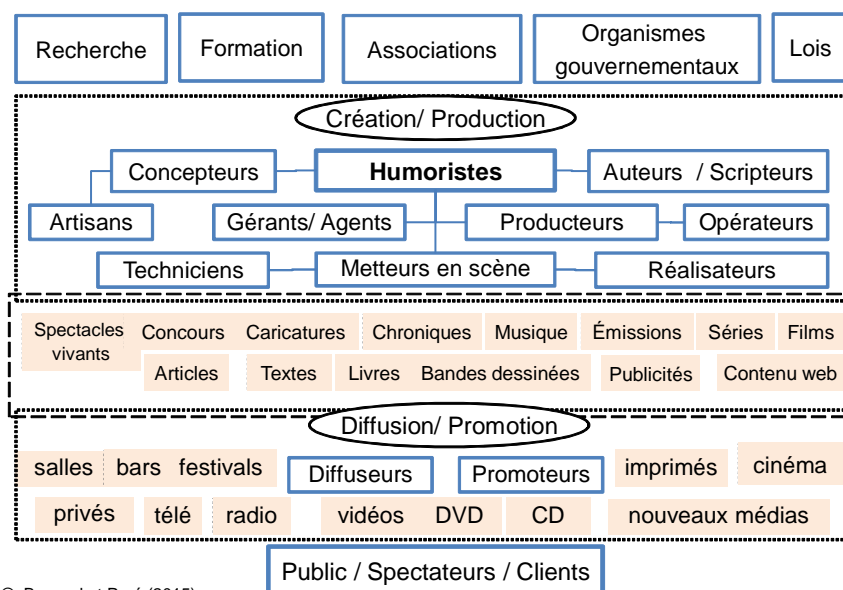 Recherche
Formation
Associations
Organismes
gouvernementaux
Lois
Création/ Production
Concepteurs
Humoristes
Auteurs / Scripteurs
Artisans
Gérants/ Agents
Producteurs
Opérateurs
Techniciens
Metteurs en scène
Réalisateurs
Spectacles
vivants
Concours
Caricatures
Chroniques
Musique
Émissions
Séries
Films
Articles
Textes
Livres
Bandes dessinées
Publicités
Contenu web
Diffusion/ Promotion
salles
bars
festivals
Diffuseurs
Promoteurs
imprimés
cinéma
privés
télé
radio
vidéos
DVD
CD
nouveaux médias
Public / Spectateurs / Clients